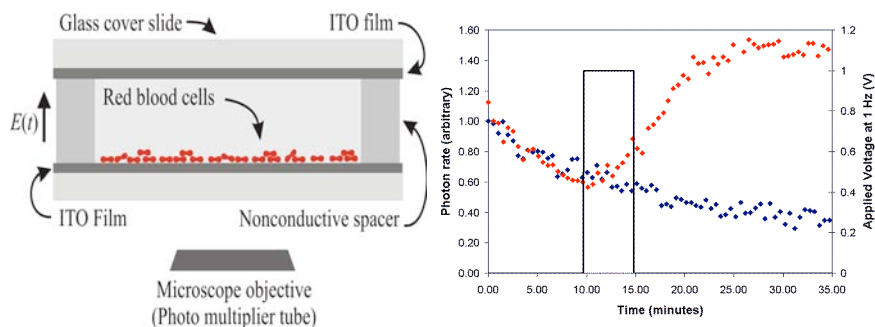 Glass cover slide
ITO film
Red blood cells
E(t)
ITO Film
Nonconductive spacer
Microscope objective
(Photo multiplier tube)
Photon rate (arbitrary)
1.60
1.40
1.20
1.00
0.80
0.60
0.40
0.20
0.00
0.00 5.00 10.00 15.00 20.00 25.00 30.00 35.00
Time (minutes)
1.2
1
0.8
0.6
0.4
0.2
0
Applied Voltage at 1 Hz (V)